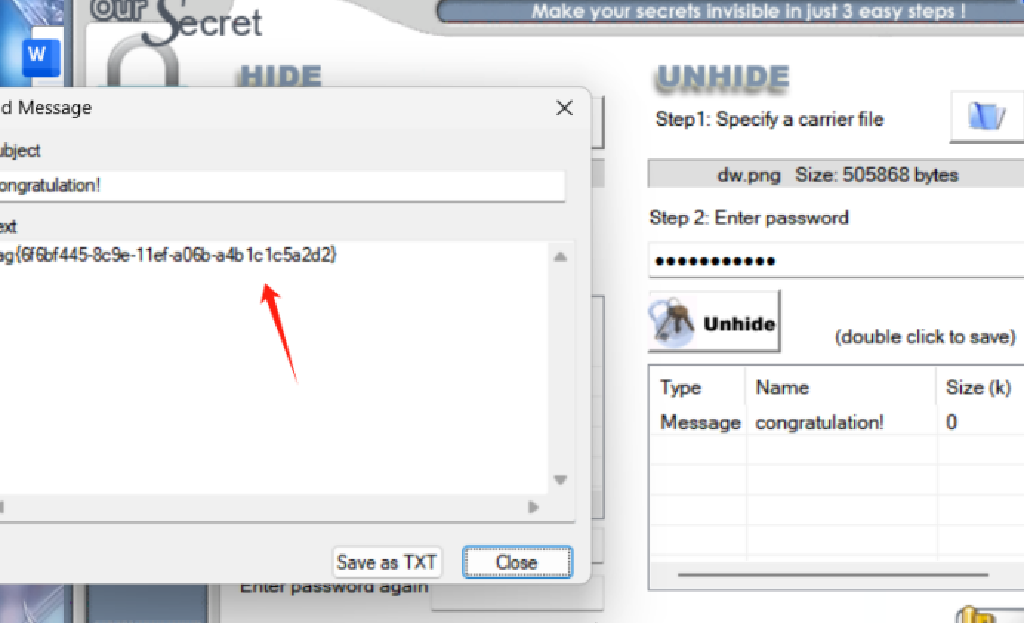 our Secret
Make your secrets invisible in just 3 easy steps !
W
HIDE
UNHIDE
d Message
Step1: Specify a carrier file
ubject
ongratulation!
dw.png Size: 505868 bytes
Step 2: Enter password
ext
ag{6f6bf445-8c9e-11ef-a06b-a4b1c1c5a2d2}
•••••••••••
Unhide
(double click to save)
Type Name Size (k)
Message congratulation! 0
Save as TXT Close
Enter password again